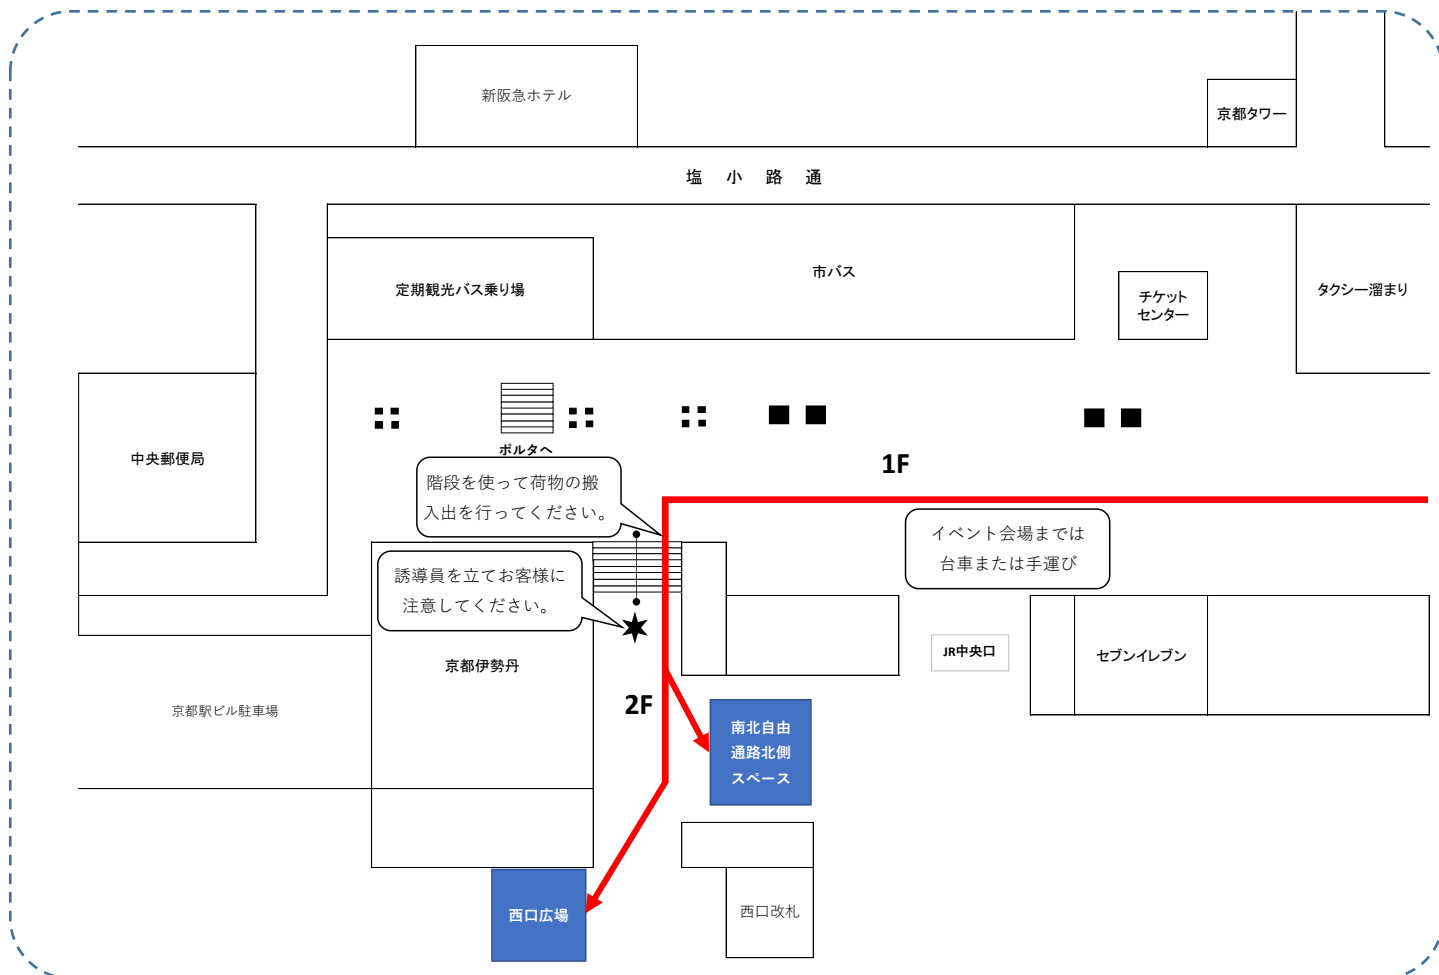 新阪急ホテル
京都タワー
塩小路通
定期観光バス乗り場
市バス
チケット
センター
タクシー溜まり
中央郵便局
ポルタへ
1F
階段を使って荷物の搬
入出を行ってください。
イベント会場までは
台車または手運び
誘導員を立てお客様に
注意してください。
京都伊勢丹
JR中央口
セブンイレブン
京都駅ビル駐車場
2F
南北自由
通路北側
スペース
西口広場
西口改札